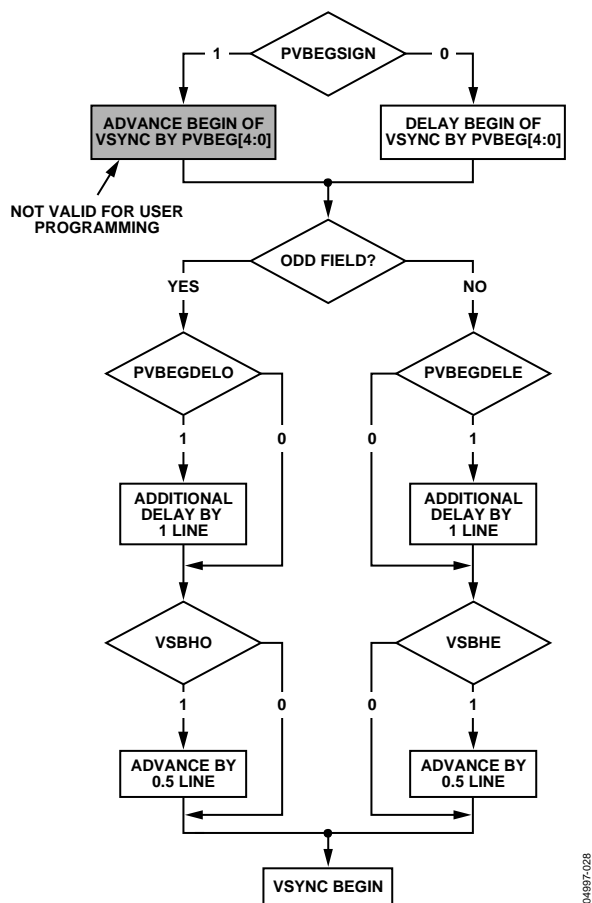 PVBEGSIGN
1
0
ADVANCE BEGIN OF
VSYNC BY PVBEG[4:0]
DELAY BEGIN OF
VSYNC BY PVBEG[4:0]
NOT VALID FOR USER
PROGRAMMING
ODD FIELD?
YES
NO
PVBEGDELO
PVBEGDELE
1
0
0
1
ADDITIONAL
DELAY BY
1 LINE
ADDITIONAL
DELAY BY
1 LINE
VSBHO
VSBHE
1
0
0
1
ADVANCE BY
0.5 LINE
ADVANCE BY
0.5 LINE
VSYNC BEGIN
04997-028